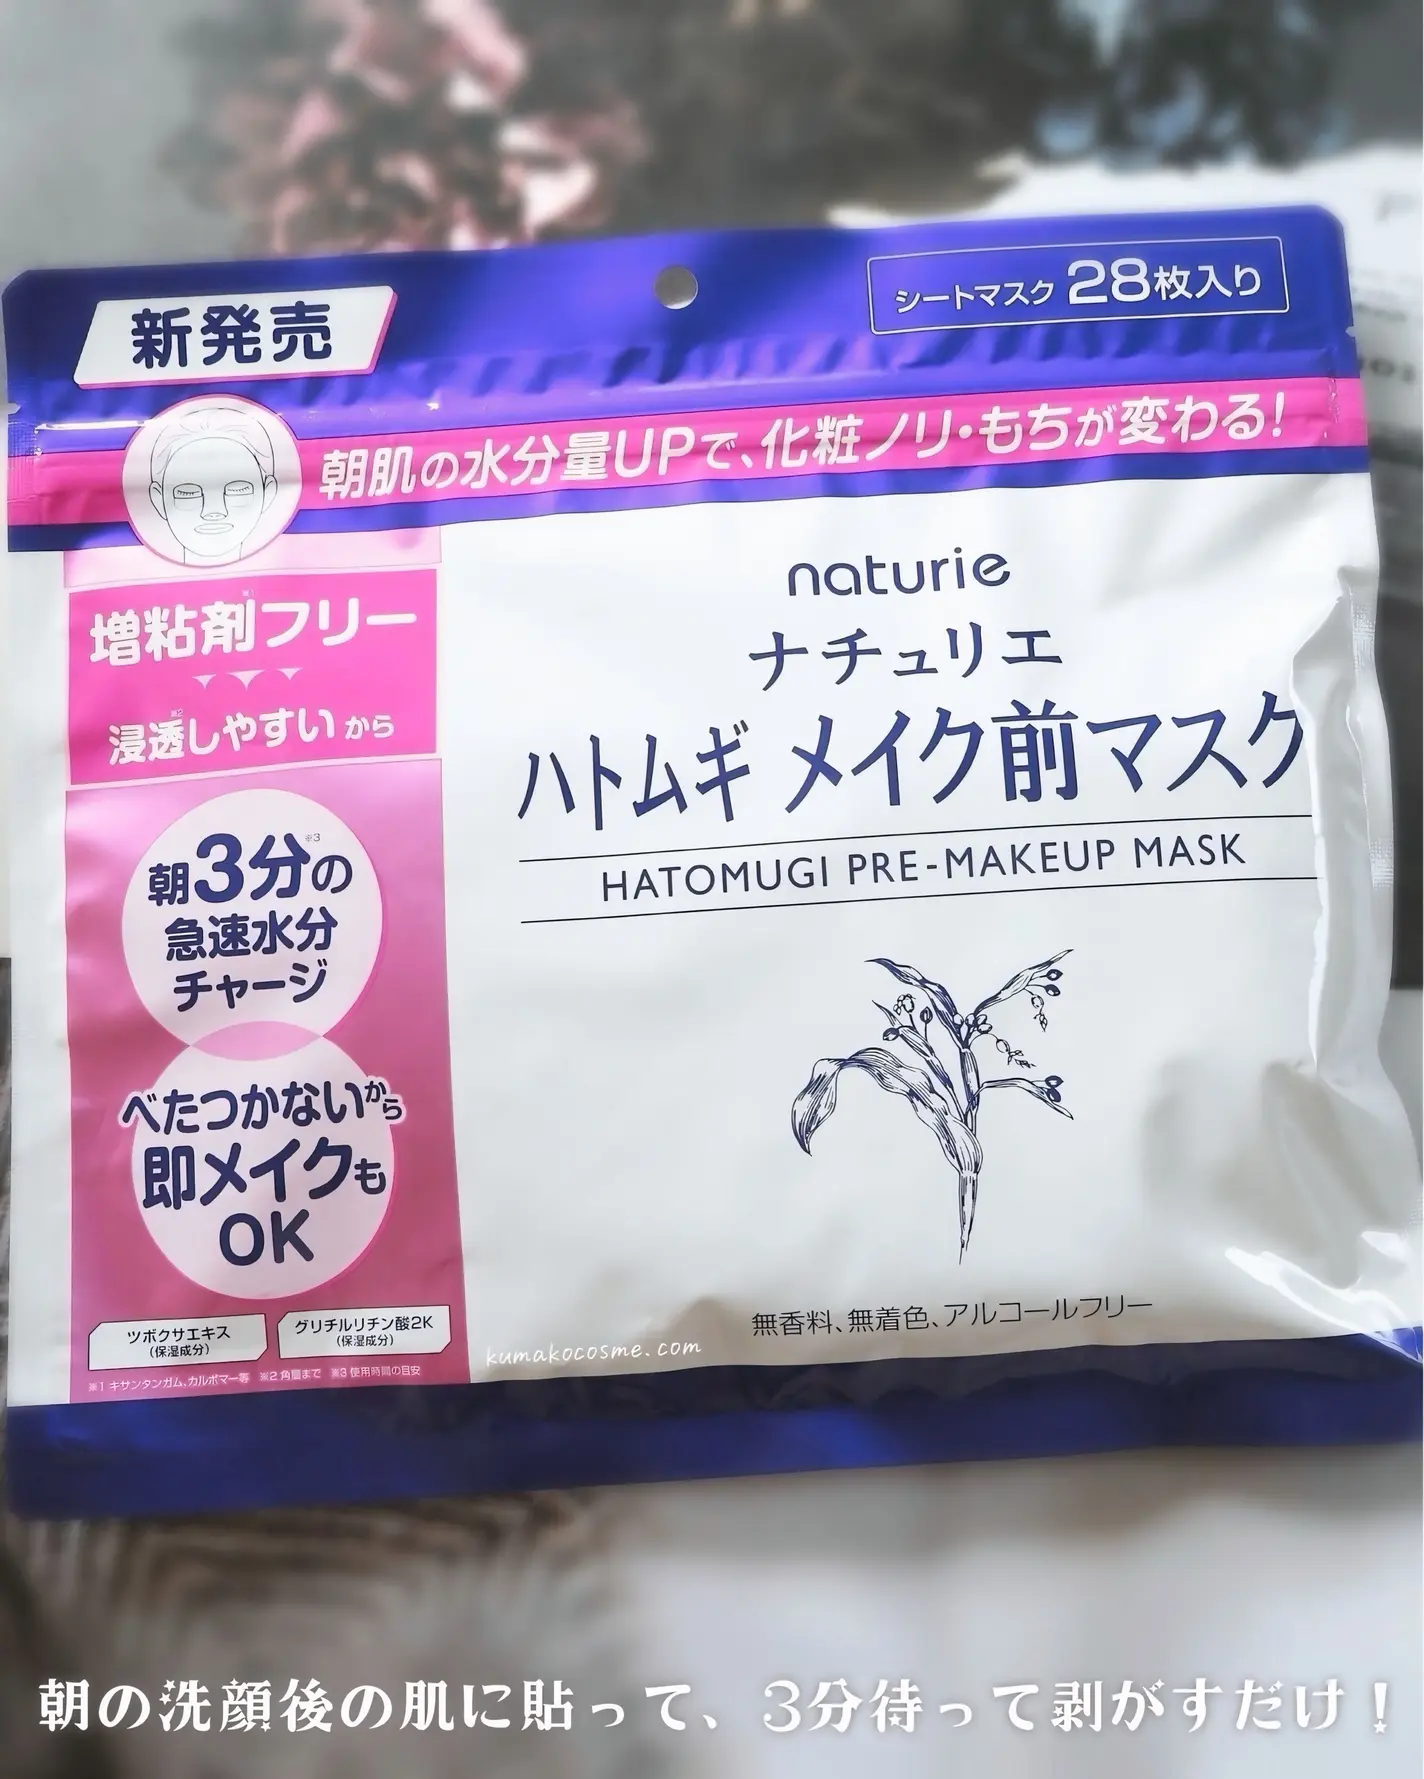 新発売
シートマスク 28枚入り
朝肌の水分量UPで、化粧ノリ・もちが変わる!
増粘剤フリー※1
浸透※2しやすいから
朝3分※3の
急速水分
チャージ
べたつかないから
即メイクも
OK
ツボクサエキス
(保湿成分)
グリチルリチン酸2K
(保湿成分)
※1 キサンタンガム、カルボマー等 ※2 角層まで ※3 使用時間の目安
naturie
ナチュリエ
ハトムギ メイク前マスク
HATOMUGI PRE-MAKEUP MASK
無香料、無着色、アルコールフリー
kumakocosme.com
朝の洗顔後の肌に貼って、3分待って剥がすだけ!